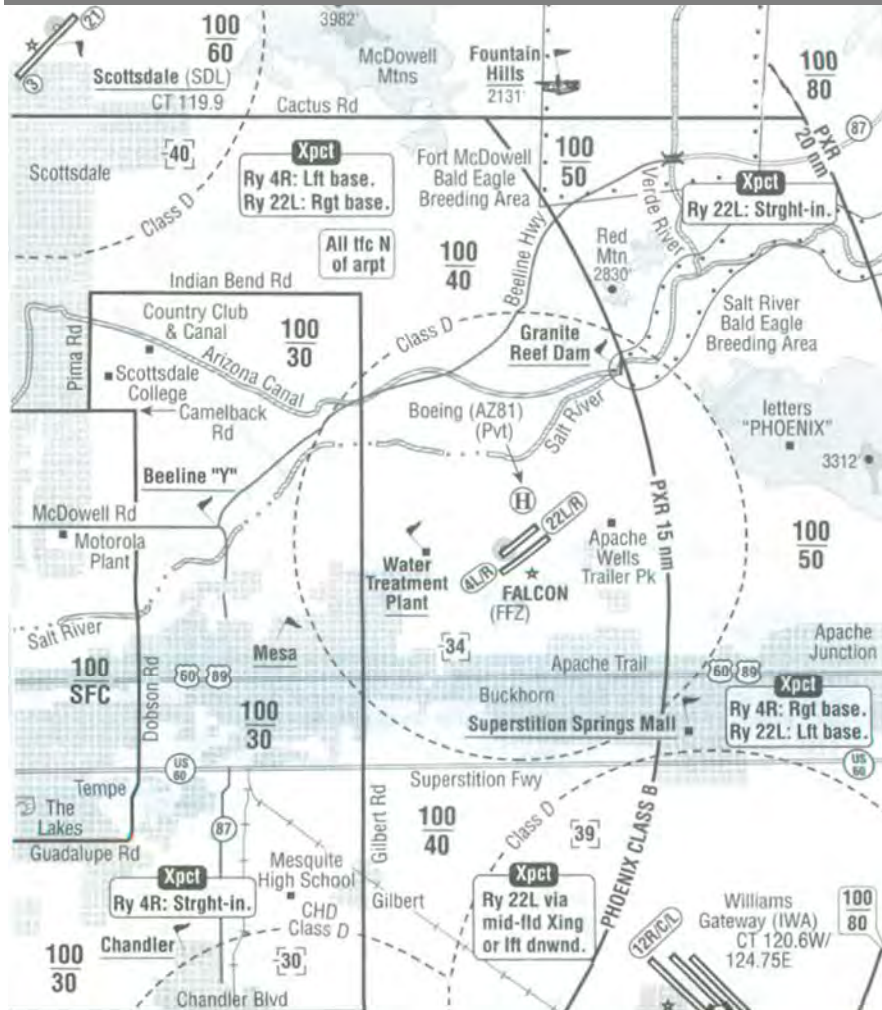 21
3
3982'
100
60
Scottsdale (SDL)
CT 119.9
McDowell
Mtns
Fountain
Hills
2131'
100
80
Cactus Rd
PXR
20 nm
87
-40
Scottsdale
Xpct
Ry 4R: Lft base.
Ry 22L: Rgt base.
Fort McDowell
Bald Eagle
Breeding Area
100
50
Verde River
Xpct
Ry 22L: Strght-in.
Class D
All tfc N
of arpt
100
40
Beeline Hwy
Red
Mtn
2830'
Indian Bend Rd
Pima Rd
Country Club
& Canal
100
30
Arizona Canal
Class D
Granite
Reef Dam
Salt River
Bald Eagle
Breeding Area
Scottsdale
College
Camelback
Rd
Boeing (AZ81)
(Pvt)
Salt River
letters
"PHOENIX"
3312'
Beeline "Y"
H
PXR 15 nm
McDowell Rd
Motorola
Plant
Water
Treatment
Plant
22L/R
4L/R
FALCON
(FFZ)
Apache
Wells
Trailer Pk
100
50
Salt River
Mesa
-34
Apache
Junction
100
SFC
Dobson Rd
60
89
Apache Trail
60
89
100
30
Buckhorn
Superstition Springs Mall
Xpct
Ry 4R: Rgt base.
Ry 22L: Lft base.
US
60
Superstition Fwy
US
60
Tempe
The
Lakes
Guadalupe Rd
87
Gilbert Rd
100
40
Class D
39
PHOENIX CLASS B
Xpct
Ry 4R: Strght-in.
Mesquite
High School
Gilbert
Xpct
Ry 22L via
mid-fld Xing
or lft dnwnd.
Williams
Gateway (IWA)
CT 120.6W/
124.75E
100
80
Chandler
CHD
Class D
-30
12R/C/L
100
30
Chandler Blvd